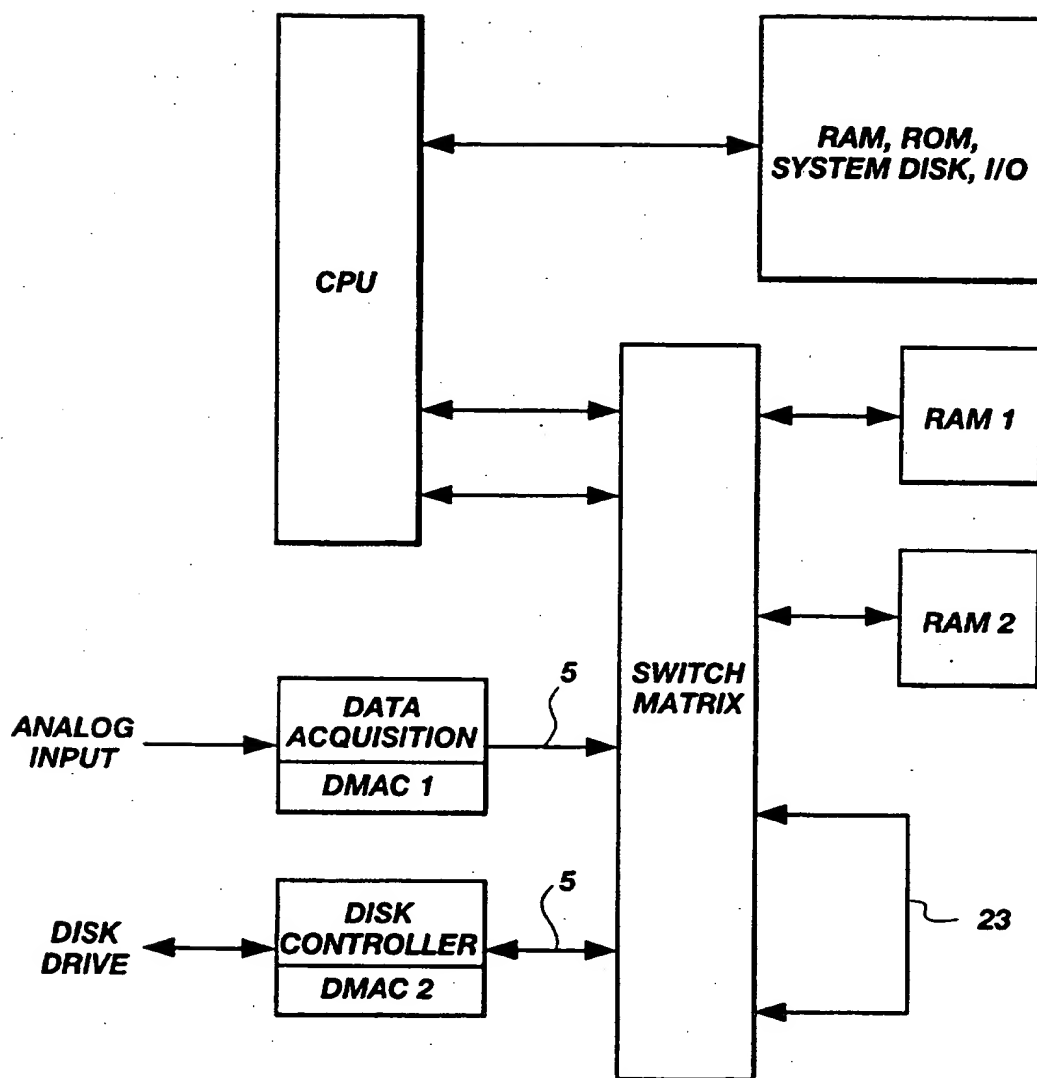 RAM, ROM,
SYSTEM DISK, I/O
CPU
RAM 1
RAM 2
SWITCH
MATRIX
5
ANALOG
INPUT
DATA
ACQUISITION
DMAC 1
5
DISK
DRIVE
DISK
CONTROLLER
DMAC 2
23